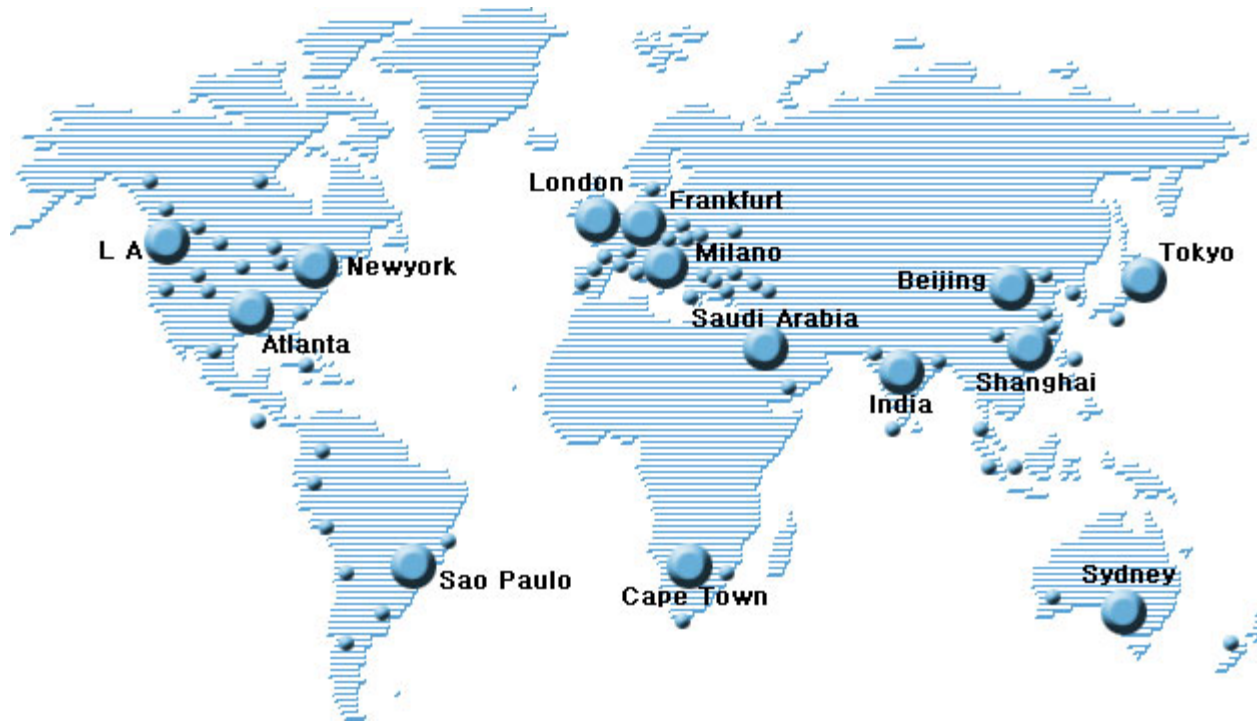 London
Frankfurt
L A
Newyork
Milano
Tokyo
Beijing
Saudi Arabia
Atlanta
Shanghai
India
Sao Paulo
Cape Town
Sydney